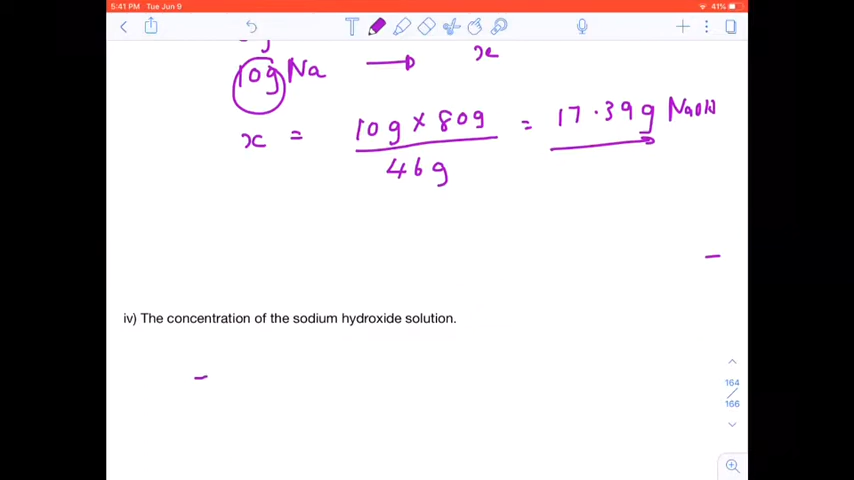 5:41 PM Tue Jun 9 41%
T
10g Na x
x = 10g × 80g = 17.39g NaOH
46g
iv) The concentration of the sodium hydroxide solution.
164
166